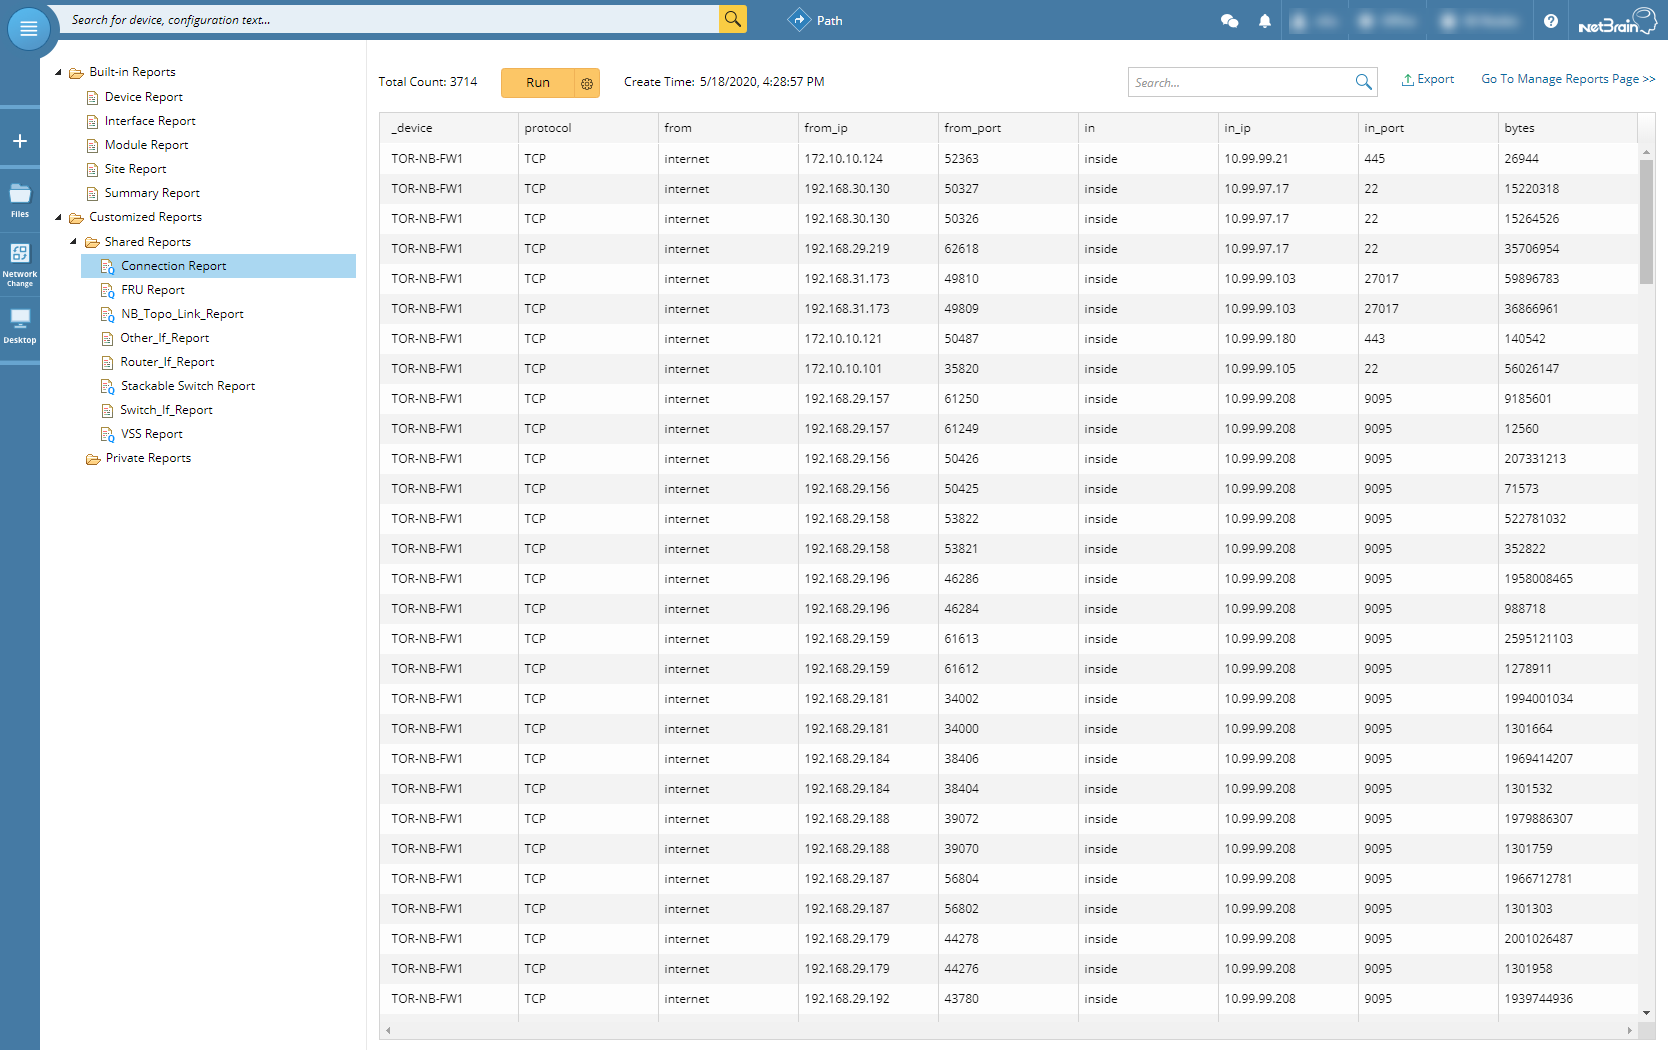 Search for device, configuration text...
Path
NetBrain
Files
Network
Change
Desktop
Built-in Reports
Device Report
Interface Report
Module Report
Site Report
Summary Report
Customized Reports
Shared Reports
Connection Report
FRU Report
NB_Topo_Link_Report
Other_If_Report
Router_If_Report
Stackable Switch Report
Switch_If_Report
VSS Report
Private Reports
Total Count: 3714 Run Create Time: 5/18/2020, 4:28:57 PM Search... Export Go To Manage Reports Page >>
_device protocol from from_ip from_port in in_ip in_port bytes
TOR-NB-FW1 TCP internet 172.10.10.124 52363 inside 10.99.99.21 445 26944
TOR-NB-FW1 TCP internet 192.168.30.130 50327 inside 10.99.97.17 22 15220318
TOR-NB-FW1 TCP internet 192.168.30.130 50326 inside 10.99.97.17 22 15264526
TOR-NB-FW1 TCP internet 192.168.29.219 62618 inside 10.99.97.17 22 35706954
TOR-NB-FW1 TCP internet 192.168.31.173 49810 inside 10.99.99.103 27017 59896783
TOR-NB-FW1 TCP internet 192.168.31.173 49809 inside 10.99.99.103 27017 36866961
TOR-NB-FW1 TCP internet 172.10.10.121 50487 inside 10.99.99.180 443 140542
TOR-NB-FW1 TCP internet 172.10.10.101 35820 inside 10.99.99.105 22 56026147
TOR-NB-FW1 TCP internet 192.168.29.157 61250 inside 10.99.99.208 9095 9185601
TOR-NB-FW1 TCP internet 192.168.29.157 61249 inside 10.99.99.208 9095 12560
TOR-NB-FW1 TCP internet 192.168.29.156 50426 inside 10.99.99.208 9095 207331213
TOR-NB-FW1 TCP internet 192.168.29.156 50425 inside 10.99.99.208 9095 71573
TOR-NB-FW1 TCP internet 192.168.29.158 53822 inside 10.99.99.208 9095 522781032
TOR-NB-FW1 TCP internet 192.168.29.158 53821 inside 10.99.99.208 9095 352822
TOR-NB-FW1 TCP internet 192.168.29.196 46286 inside 10.99.99.208 9095 1958008465
TOR-NB-FW1 TCP internet 192.168.29.196 46284 inside 10.99.99.208 9095 988718
TOR-NB-FW1 TCP internet 192.168.29.159 61613 inside 10.99.99.208 9095 2595121103
TOR-NB-FW1 TCP internet 192.168.29.159 61612 inside 10.99.99.208 9095 1278911
TOR-NB-FW1 TCP internet 192.168.29.181 34002 inside 10.99.99.208 9095 1994001034
TOR-NB-FW1 TCP internet 192.168.29.181 34000 inside 10.99.99.208 9095 1301664
TOR-NB-FW1 TCP internet 192.168.29.184 38406 inside 10.99.99.208 9095 1969414207
TOR-NB-FW1 TCP internet 192.168.29.184 38404 inside 10.99.99.208 9095 1301532
TOR-NB-FW1 TCP internet 192.168.29.188 39072 inside 10.99.99.208 9095 1979886307
TOR-NB-FW1 TCP internet 192.168.29.188 39070 inside 10.99.99.208 9095 1301759
TOR-NB-FW1 TCP internet 192.168.29.187 56804 inside 10.99.99.208 9095 1966712781
TOR-NB-FW1 TCP internet 192.168.29.187 56802 inside 10.99.99.208 9095 1301303
TOR-NB-FW1 TCP internet 192.168.29.179 44278 inside 10.99.99.208 9095 2001026487
TOR-NB-FW1 TCP internet 192.168.29.179 44276 inside 10.99.99.208 9095 1301958
TOR-NB-FW1 TCP internet 192.168.29.192 43780 inside 10.99.99.208 9095 1939744936